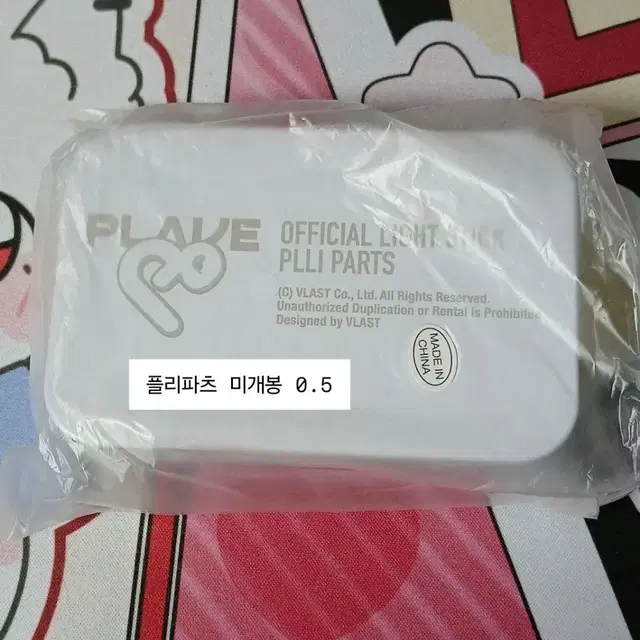 PLAVE
OFFICIAL LIGHT STICK
PLLI PARTS
(C) VLAST Co., Ltd. All Rights Reserved.
Unauthorized Duplication or Rental is Prohibited
Designed by VLAST
MADE IN
CHINA
플리파츠 미개봉 0.5